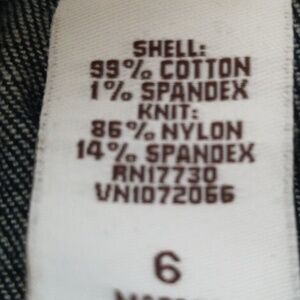 SHELL:
99% COTTON
1% SPANDEX
KNIT:
86% NYLON
14% SPANDEX
RN17730
VN1072066
6